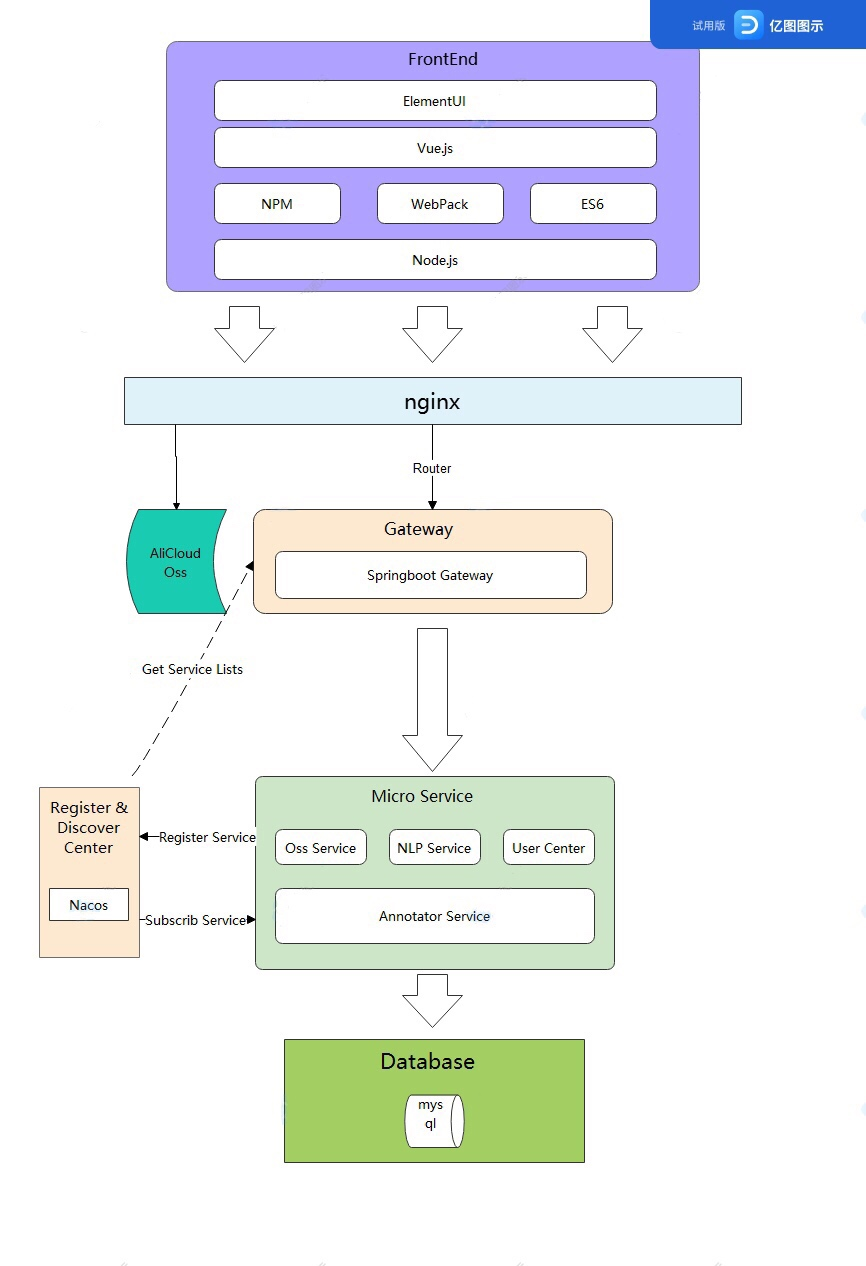 试用版 亿图图示
FrontEnd
ElementUI
Vue.js
NPM
WebPack
ES6
Node.js
nginx
Router
AliCloud
Oss
Gateway
Springboot Gateway
Get Service Lists
Register &
Discover
Center
Nacos
Register Service
Subscrib Service
Micro Service
Oss Service
NLP Service
User Center
Annotator Service
Database
mys
ql